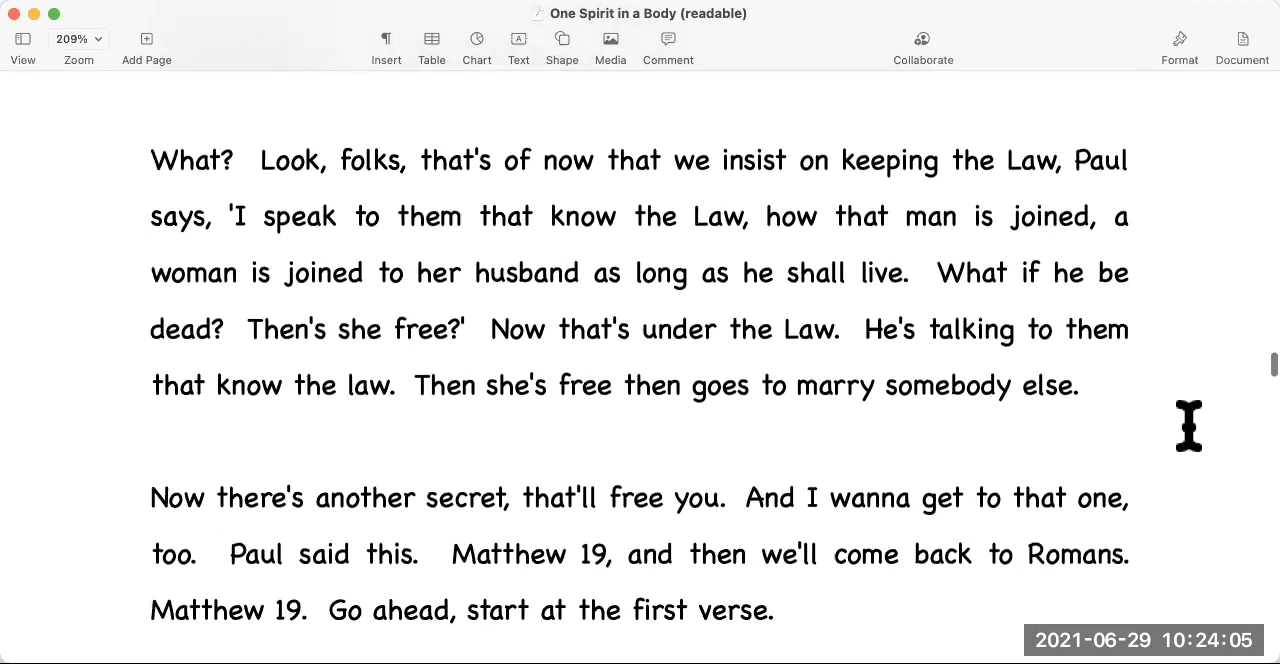 One Spirit in a Body (readable)
209%
View Zoom Add Page Insert Table Chart Text Shape Media Comment Collaborate Format Document
What? Look, folks, that's of now that we insist on keeping the Law, Paul
says, 'I speak to them that know the Law, how that man is joined, a
woman is joined to her husband as long as he shall live. What if he be
dead? Then's she free?' Now that's under the Law. He's talking to them
that know the law. Then she's free then goes to marry somebody else.
Now there's another secret, that'll free you. And I wanna get to that one,
too. Paul said this. Matthew 19, and then we'll come back to Romans.
Matthew 19. Go ahead, start at the first verse.
2021-06-29 10:24:05